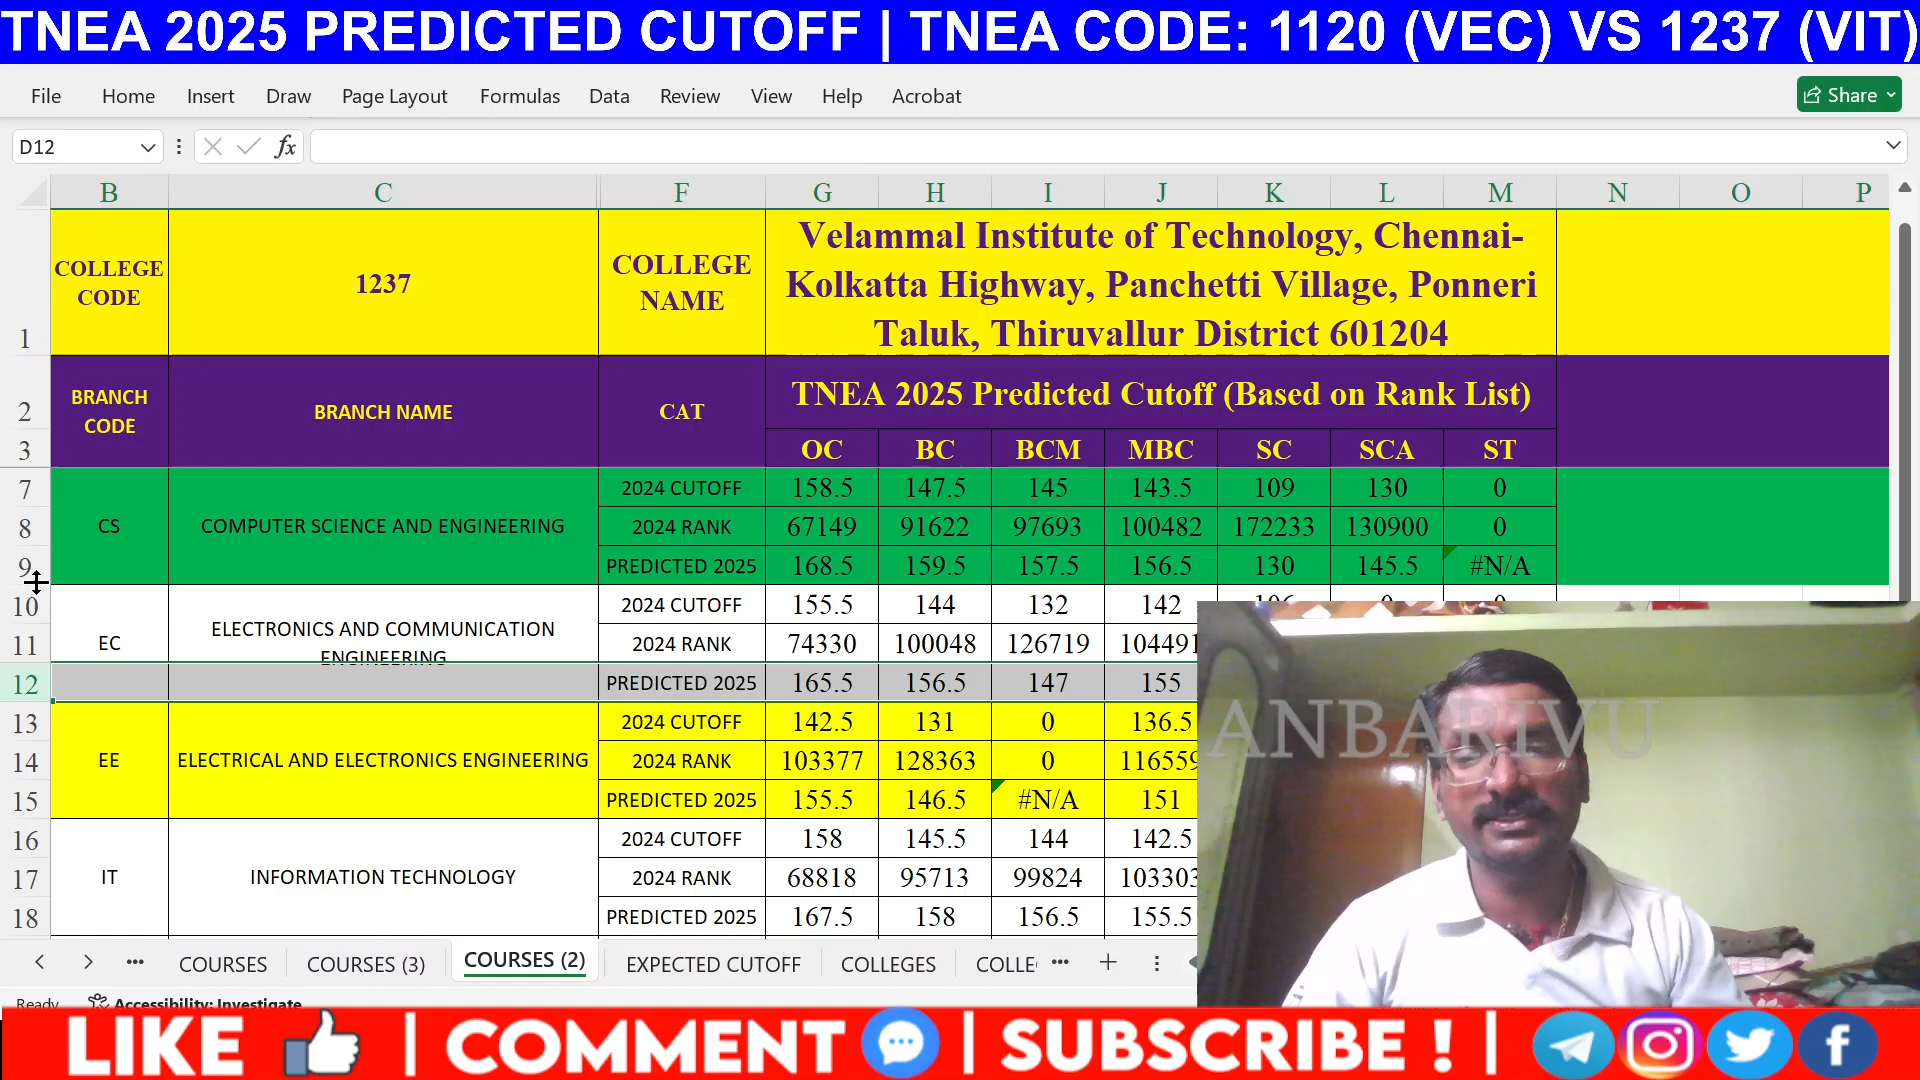 TNEA 2025 PREDICTED CUTOFF | TNEA CODE: 1120 (VEC) VS 1237 (VIT)
File Home Insert Draw Page Layout Formulas Data Review View Help Acrobat Share
D12 fx
B C F G H I J K L M N O P
1 COLLEGE CODE 1237 COLLEGE NAME Velammal Institute of Technology, Chennai-
Kolkatta Highway, Panchetti Village, Ponneri
Taluk, Thiruvallur District 601204
2 BRANCH CODE BRANCH NAME CAT TNEA 2025 Predicted Cutoff (Based on Rank List)
3 OC BC BCM MBC SC SCA ST
7 2024 CUTOFF 158.5 147.5 145 143.5 109 130 0
8 CS COMPUTER SCIENCE AND ENGINEERING 2024 RANK 67149 91622 97693 100482 172233 130900 0
9 PREDICTED 2025 168.5 159.5 157.5 156.5 130 145.5 #N/A
10 2024 CUTOFF 155.5 144 132 142
11 EC ELECTRONICS AND COMMUNICATION ENGINEERING 2024 RANK 74330 100048 126719 104491
12 PREDICTED 2025 165.5 156.5 147 155
13 2024 CUTOFF 142.5 131 0 136.5
14 EE ELECTRICAL AND ELECTRONICS ENGINEERING 2024 RANK 103377 128363 0 116559
15 PREDICTED 2025 155.5 146.5 #N/A 151
16 2024 CUTOFF 158 145.5 144 142.5
17 IT INFORMATION TECHNOLOGY 2024 RANK 68818 95713 99824 103303
18 PREDICTED 2025 167.5 158 156.5 155.5
ANBARIVU
COURSES COURSES (3) COURSES (2) EXPECTED CUTOFF COLLEGES COLLE
Ready Accessibility: Investigate
LIKE | COMMENT | SUBSCRIBE ! |